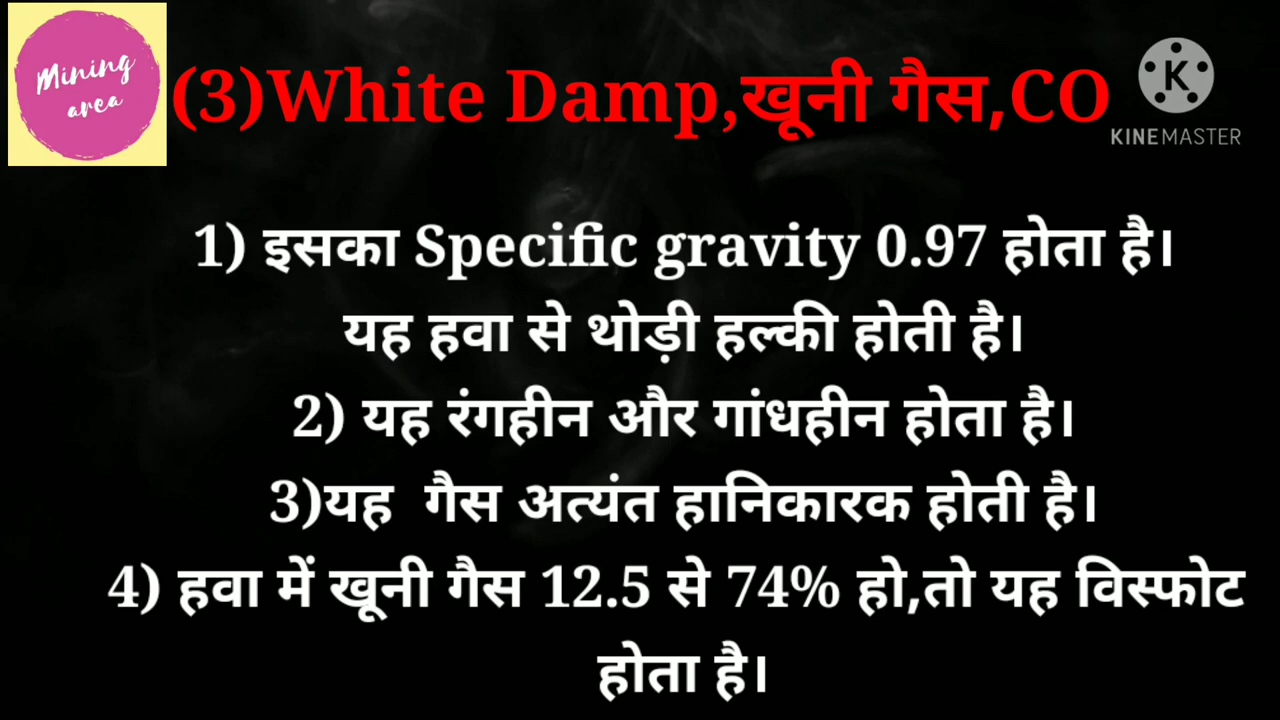 Mining
area
(3)White Damp,खूनी गैस,CO
KINEMASTER
1) इसका Specific gravity 0.97 होता है।
यह हवा से थोड़ी हल्की होती है।
2) यह रंगहीन और गांधहीन होता है।
3)यह गैस अत्यंत हानिकारक होती है।
4) हवा में खूनी गैस 12.5 से 74% हो,तो यह विस्फोट
होता है।